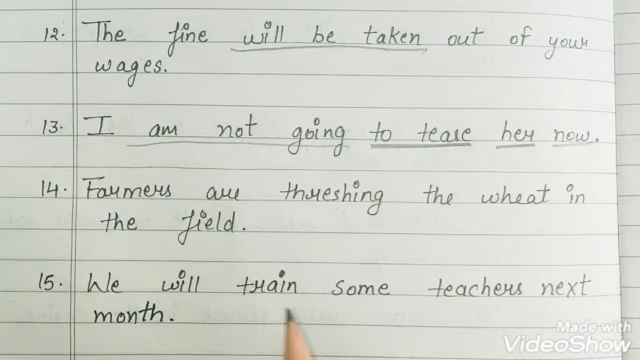 12. The fine will be taken out of your
wages.
13. I am not going to tease her now.
14. Farmers are threshing the wheat in
the field.
15. We will train some teachers next
month.
Made with
VideoShow